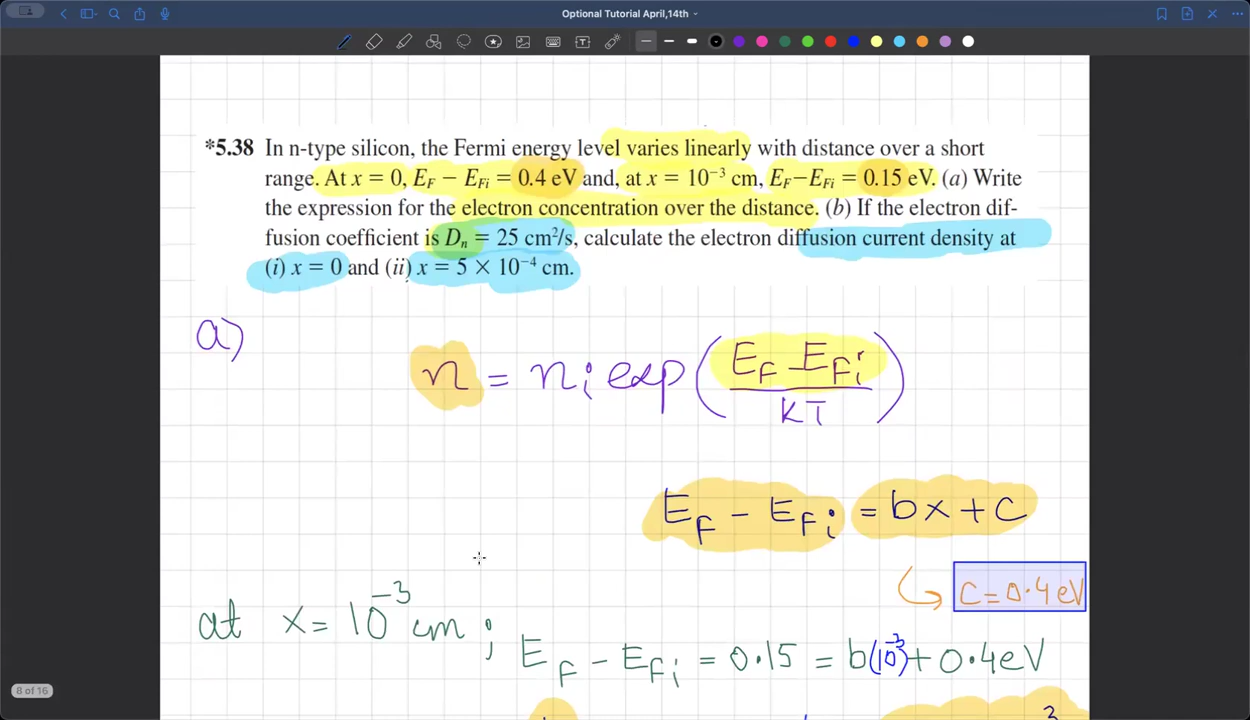 Optional Tutorial April,14th
*5.38 In n-type silicon, the Fermi energy level varies linearly with distance over a short
range. At x = 0, E_F − E_Fi = 0.4 eV and, at x = 10⁻³ cm, E_F−E_Fi = 0.15 eV. (a) Write
the expression for the electron concentration over the distance. (b) If the electron dif-
fusion coefficient is D_n = 25 cm²/s, calculate the electron diffusion current density at
(i) x = 0 and (ii) x = 5 × 10⁻⁴ cm.
a)
n = n_i exp((E_F − E_Fi)/kT)
E_F − E_Fi = bx + c
c = 0.4 eV
at x = 10⁻³ cm ; E_F − E_Fi = 0.15 = b(10⁻³) + 0.4eV
8 of 16